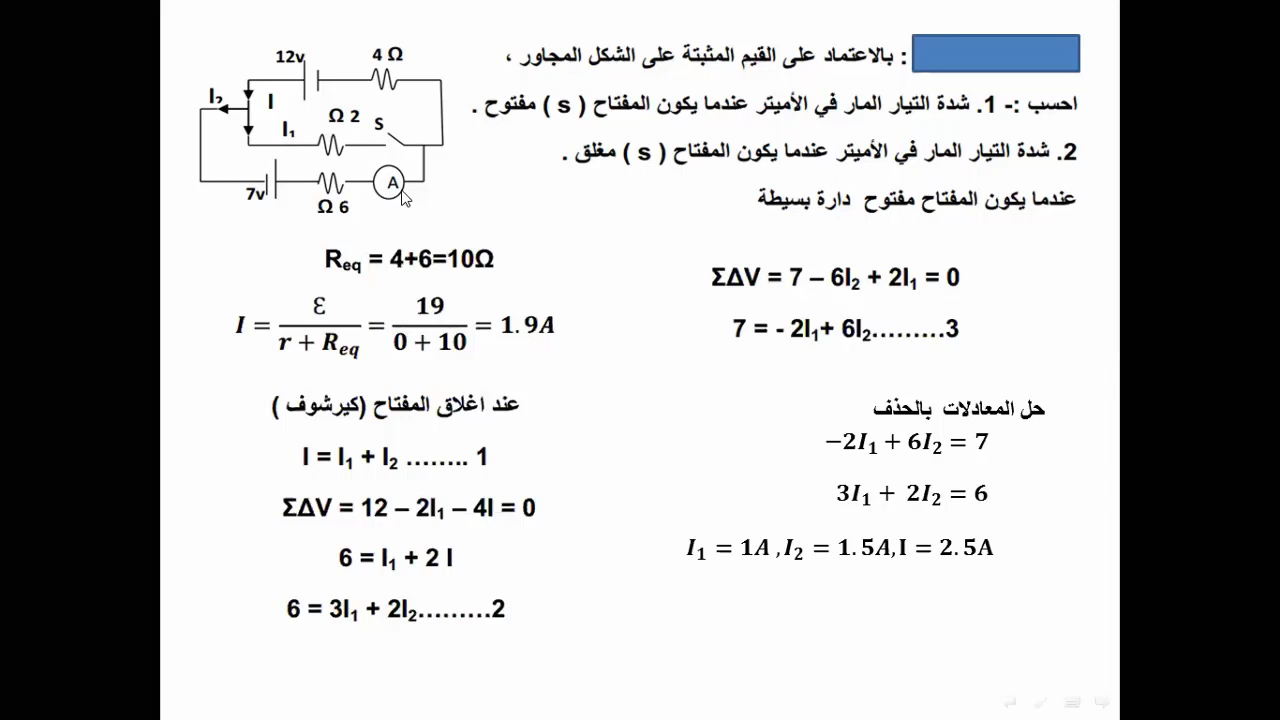 : بالاعتماد على القيم المثبتة على الشكل المجاور ،
احسب :- 1. شدة التيار المار في الأميتر عندما يكون المفتاح ( s ) مفتوح .
2. شدة التيار المار في الأميتر عندما يكون المفتاح ( s ) مغلق .
عندما يكون المفتاح مفتوح دارة بسيطة
12v 4 Ω
I₂ I
Ω 2 S
I₁
7v A
Ω 6
Req = 4+6=10Ω
I = Ɛ / (r + Req) = 19 / (0 + 10) = 1.9A
عند اغلاق المفتاح (كيرشوف )
I = I₁ + I₂ …….. 1
ΣΔV = 12 – 2I₁ – 4I = 0
6 = I₁ + 2 I
6 = 3I₁ + 2I₂………2
ΣΔV = 7 – 6I₂ + 2I₁ = 0
7 = - 2I₁+ 6I₂………3
حل المعادلات بالحذف
−2I₁ + 6I₂ = 7
3I₁ + 2I₂ = 6
I₁ = 1A ,I₂ = 1.5A,I = 2.5A